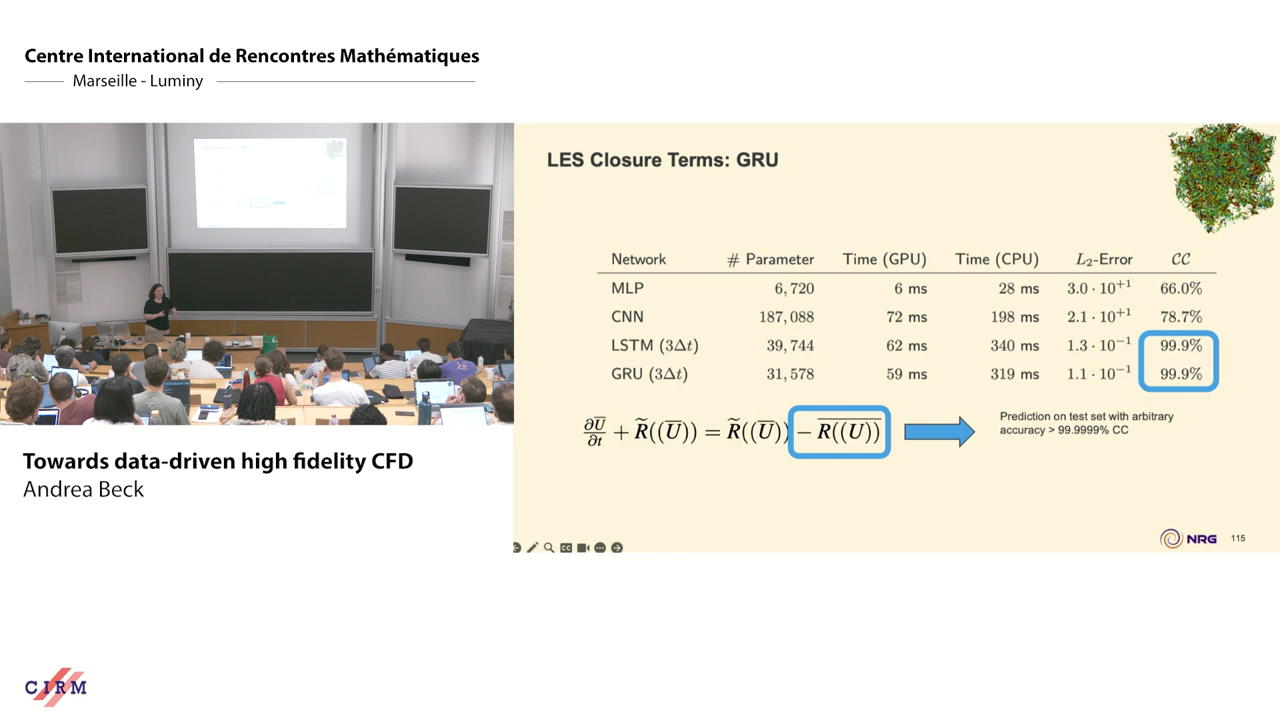 Centre International de Rencontres Mathématiques
Marseille - Luminy
LES Closure Terms: GRU
Network # Parameter Time (GPU) Time (CPU) L₂-Error CC
MLP 6,720 6 ms 28 ms 3.0 · 10⁺¹ 66.0%
CNN 187,088 72 ms 198 ms 2.1 · 10⁺¹ 78.7%
LSTM (3Δt) 39,744 62 ms 340 ms 1.3 · 10⁻¹ 99.9%
GRU (3Δt) 31,578 59 ms 319 ms 1.1 · 10⁻¹ 99.9%
∂U̅/∂t + R̃((U̅)) = R̃((U̅)) − \overline{R((U))}
Prediction on test set with arbitrary
accuracy > 99.9999% CC
Towards data-driven high fidelity CFD
Andrea Beck
CC
NRG 115
CIRM